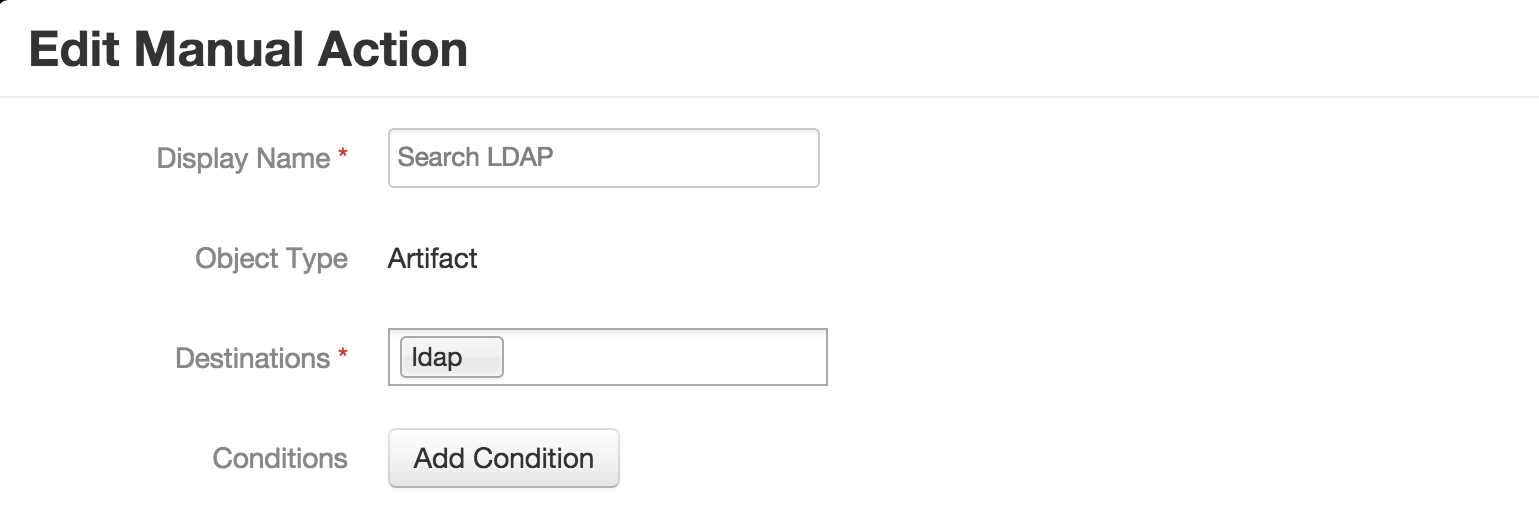 Edit Manual Action
Display Name * Search LDAP
Object Type Artifact
Destinations * ldap
Conditions Add Condition